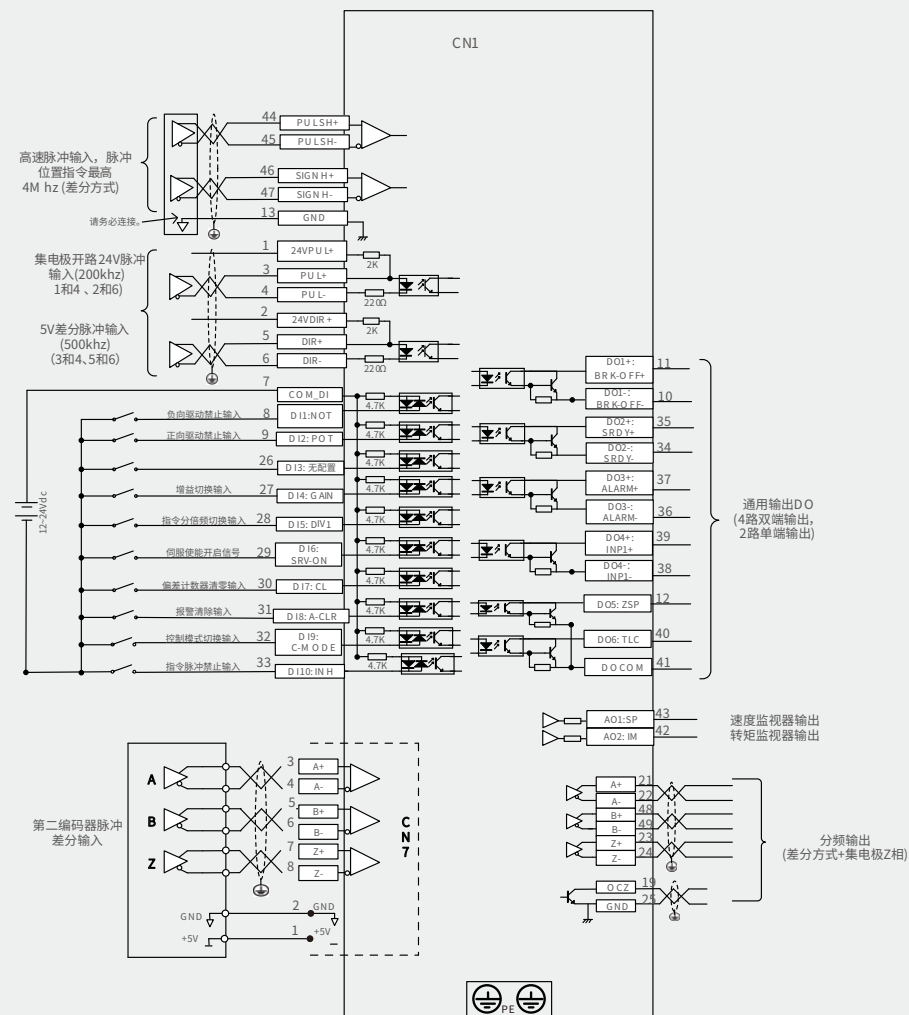 CN1
44
PULSH+
45
PULSH-
高速脉冲输入，脉冲
位置指令最高
4M hz (差分方式)
46
SIGNH+
47
SIGNH-
请务必连接。
13
GND
集电极开路24V脉冲
输入(200khz)
1和4 、2和6)
1
24VPUL+
2K
3
PUL+
4
PUL-
220Ω
2
24VDIR+
2K
5V差分脉冲输入
(500khz)
(3和4、5和6)
5
DIR+
6
DIR-
220Ω
7
COM_DI
4.7K
负向驱动禁止输入
8
DI1:NOT
正向驱动禁止输入
9
DI2: POT
4.7K
26
DI3: 无配置
4.7K
增益切换输入
27
DI4: GAIN
4.7K
指令分倍频切换输入
28
DI5: DIV1
4.7K
伺服使能开启信号
29
DI6:
SRV-ON
4.7K
偏差计数器清零输入
30
DI7: CL
4.7K
报警清除输入
31
DI8: A-CLR
4.7K
控制模式切换输入
32
DI9:
C-MODE
4.7K
指令脉冲禁止输入
33
DI10:INH
4.7K
12~24Vdc
DO1+:
BRK-OFF+
11
DO1-:
BRK-OFF-
10
DO2+:
SRDY+
35
DO2-:
SRDY-
34
DO3+:
ALARM+
37
DO3-:
ALARM-
36
DO4+:
INP1+
39
DO4-:
INP1-
38
DO5: ZSP
12
DO6: TLC
40
DOCOM
41
通用输出DO
(4路双端输出，
2路单端输出)
AO1:SP
43
速度监视器输出
AO2: IM
42
转矩监视器输出
第二编码器脉冲
差分输入
A
3
A+
4
A-
B
5
B+
6
B-
Z
7
Z+
8
Z-
CN7
GND
2
GND
+5V
1
+5V
A+
21
A-
22
B+
48
B-
49
Z+
23
Z-
24
OCZ
19
GND
25
分频输出
(差分方式+集电极Z相)
PE